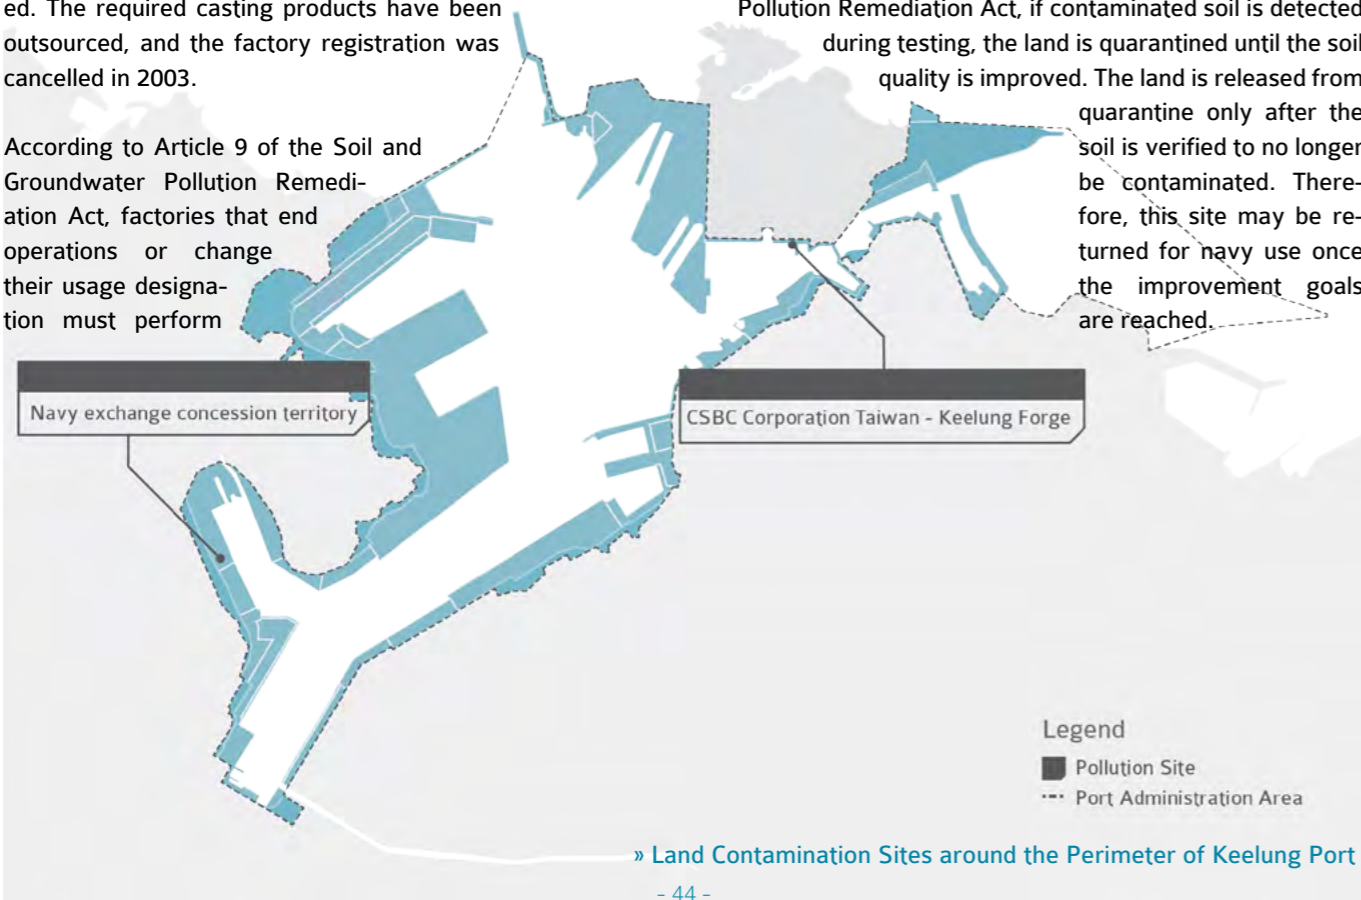 ed. The required casting products have been
outsourced, and the factory registration was
cancelled in 2003.
According to Article 9 of the Soil and
Groundwater Pollution Remedi-
ation Act, factories that end
operations or change
their usage designa-
tion must perform
Pollution Remediation Act, if contaminated soil is detected
during testing, the land is quarantined until the soil
quality is improved. The land is released from
quarantine only after the
soil is verified to no longer
be contaminated. There-
fore, this site may be re-
turned for navy use once
the improvement goals
are reached.
Navy exchange concession territory
CSBC Corporation Taiwan - Keelung Forge
Legend
Pollution Site
Port Administration Area
» Land Contamination Sites around the Perimeter of Keelung Port
- 44 -